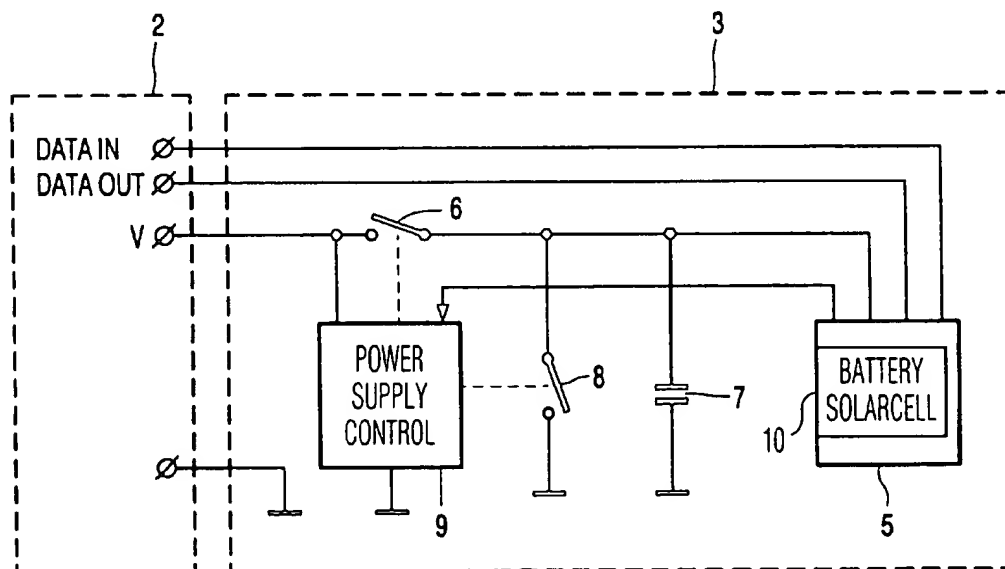 2
3
DATA IN
DATA OUT
V
6
POWER
SUPPLY
CONTROL
8
7
BATTERY
SOLARCELL
10
9
5